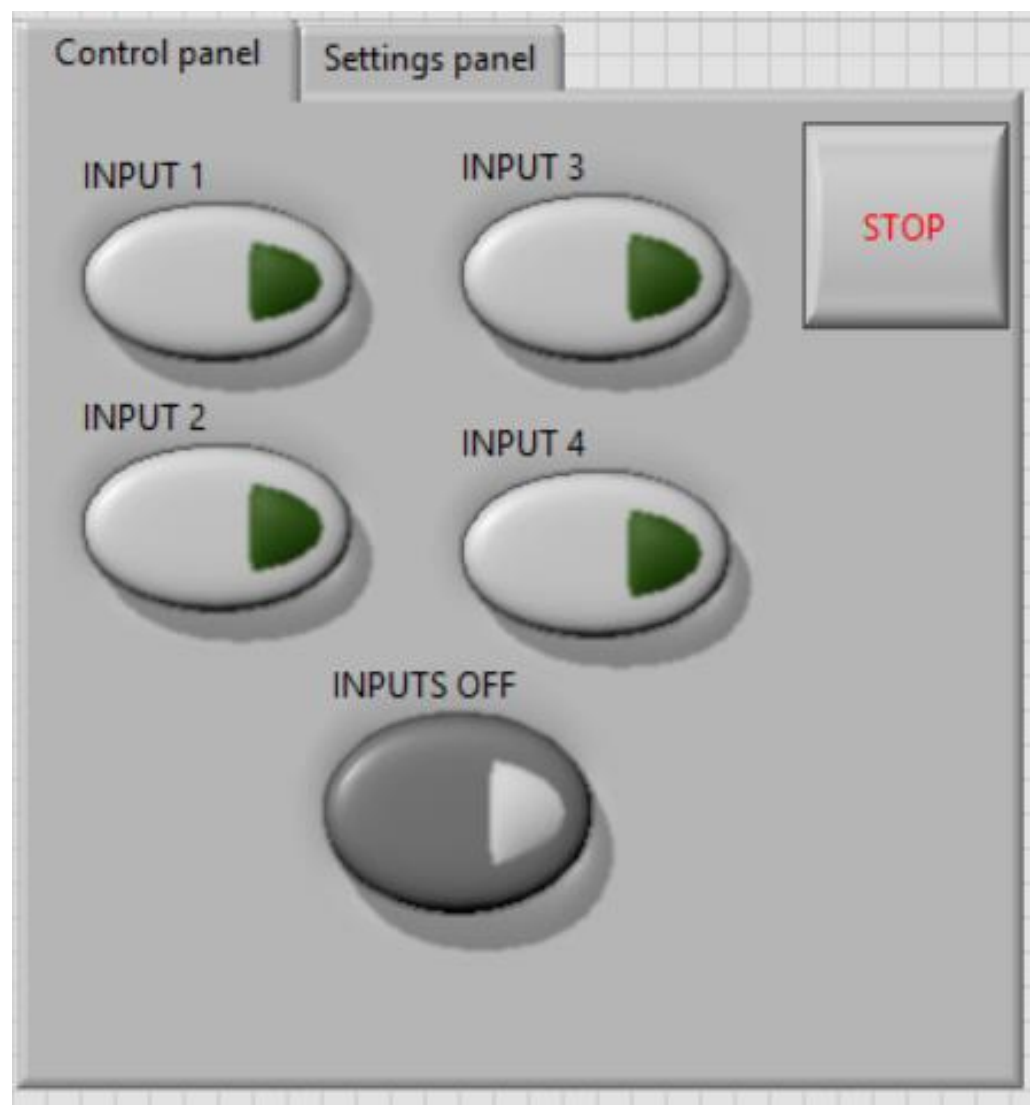 Control panel
Settings panel
INPUT 1
INPUT 3
STOP
INPUT 2
INPUT 4
INPUTS OFF